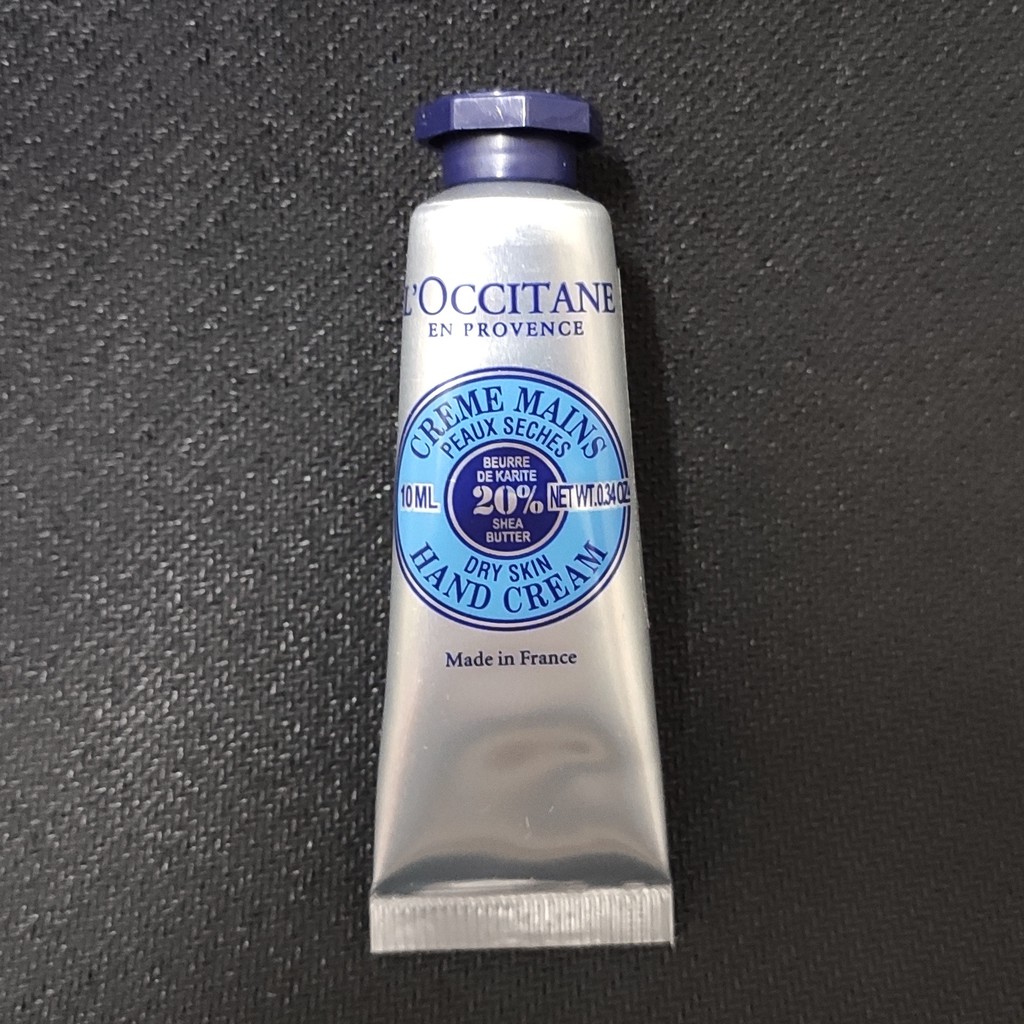 L'OCCITANE
EN PROVENCE
CREME MAINS
PEAUX SECHES
BEURRE
DE KARITE
10 ML 20% NET WT.0.34 OZ
SHEA
BUTTER
DRY SKIN
HAND CREAM
Made in France